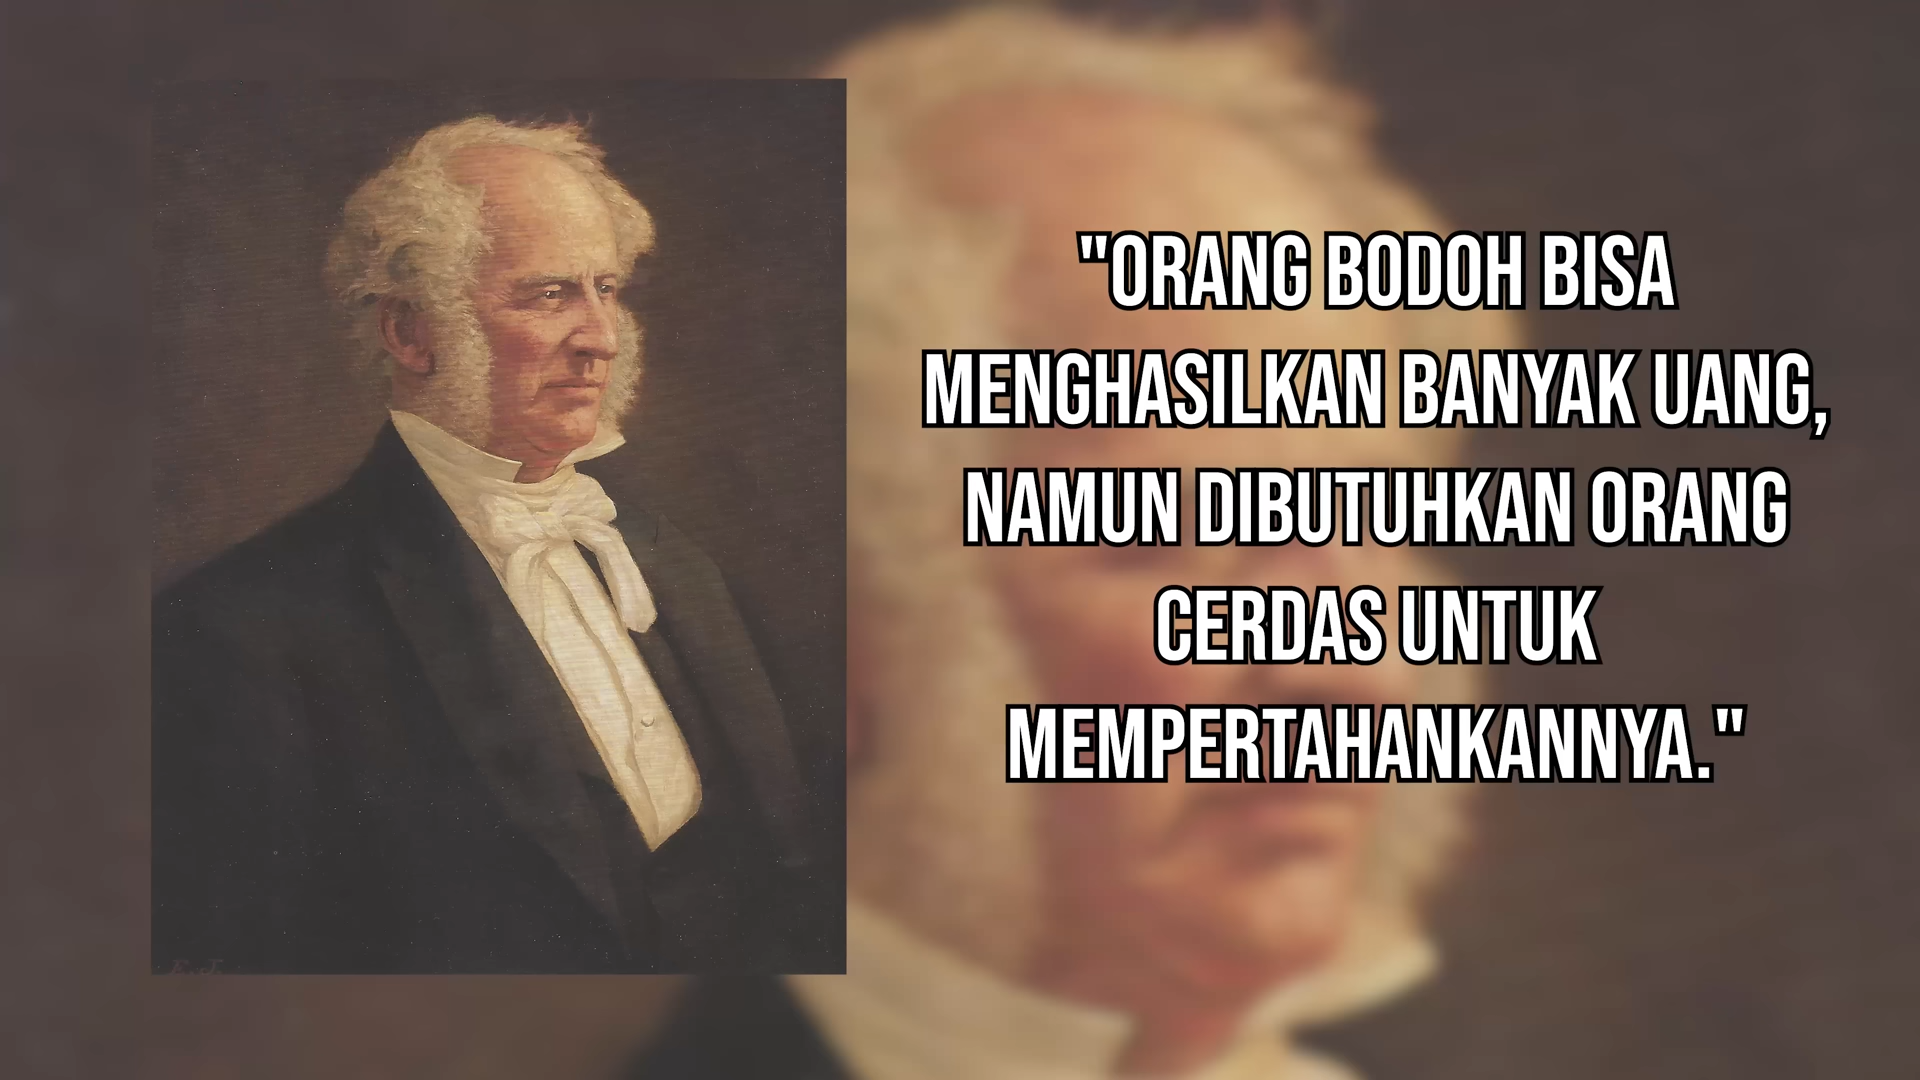 "ORANG BODOH BISA
MENGHASILKAN BANYAK UANG,
NAMUN DIBUTUHKAN ORANG
CERDAS UNTUK
MEMPERTAHANKANNYA."